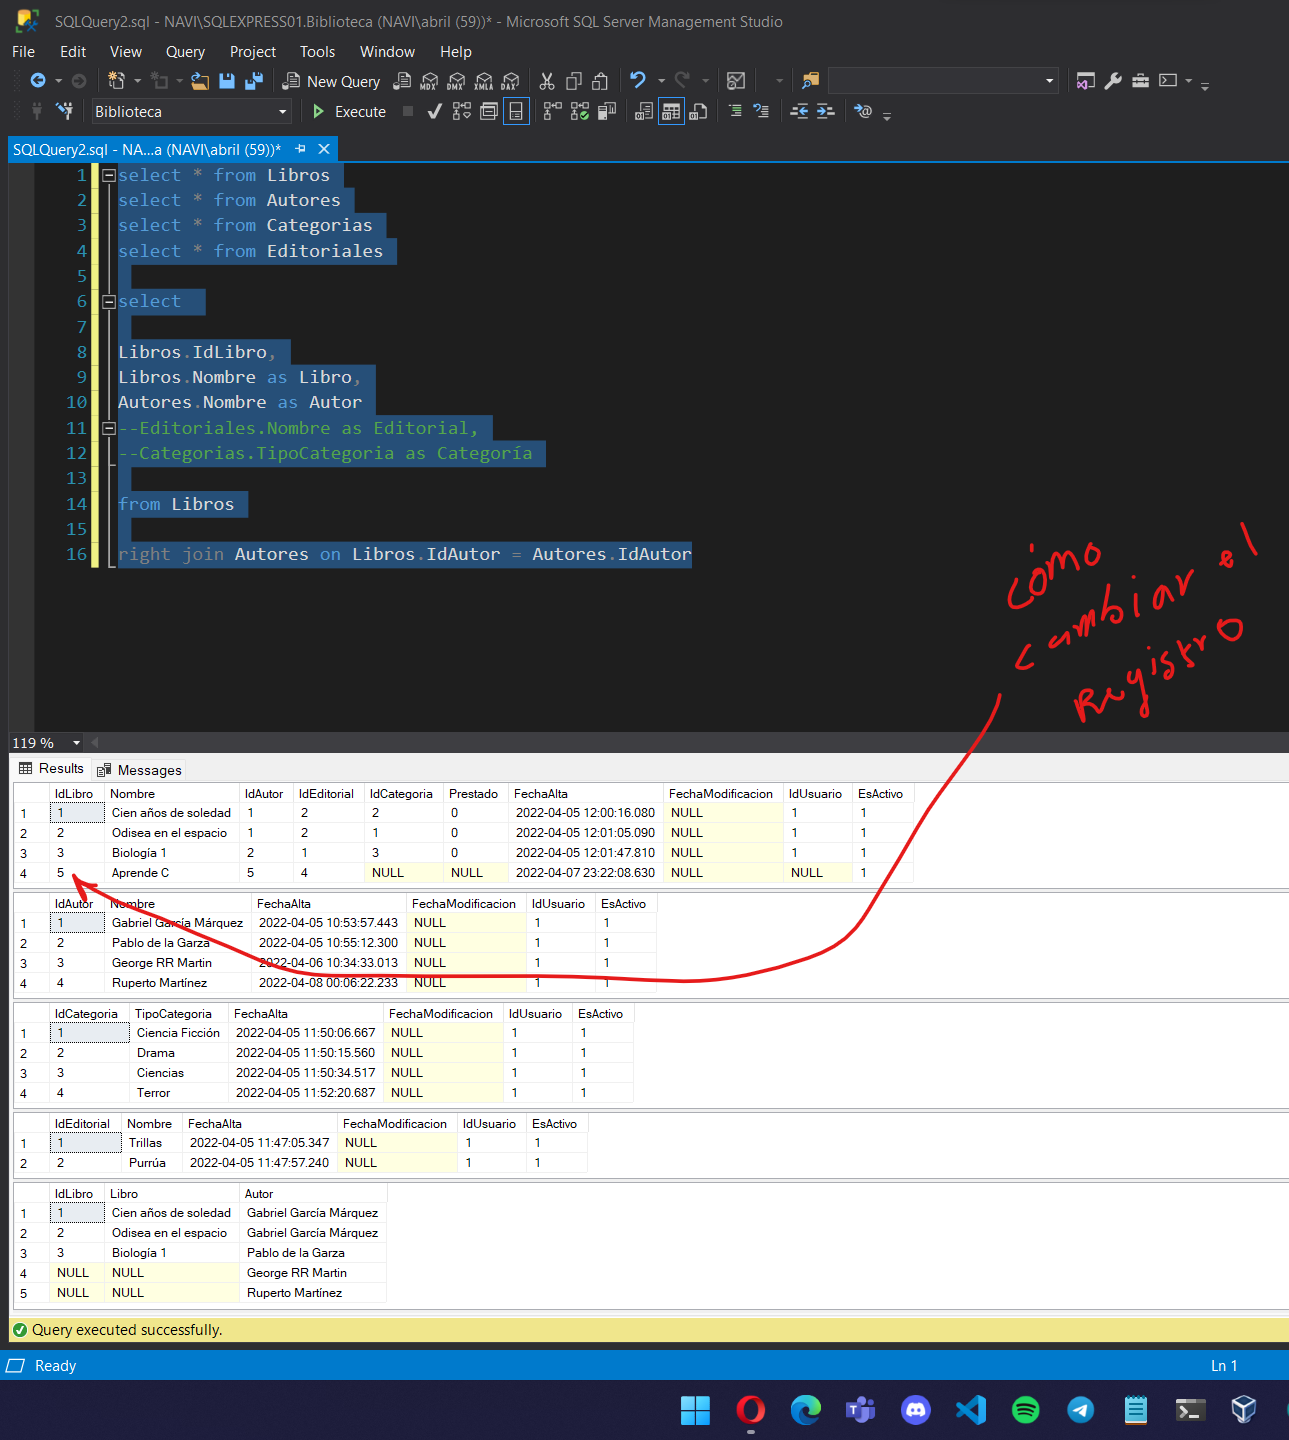 SQLQuery2.sql - NAVI\SQLEXPRESS01.Biblioteca (NAVI\abril (59))* - Microsoft SQL Server Management Studio
File Edit View Query Project Tools Window Help
New Query MDX DMX XMLA DAX
Biblioteca Execute
SQLQuery2.sql - NA...a (NAVI\abril (59))*
1 select * from Libros
2 select * from Autores
3 select * from Categorias
4 select * from Editoriales
5
6 select
7
8 Libros.IdLibro,
9 Libros.Nombre as Libro,
10 Autores.Nombre as Autor
11 --Editoriales.Nombre as Editorial,
12 --Categorias.TipoCategoria as Categoría
13
14 from Libros
15
16 right join Autores on Libros.IdAutor = Autores.IdAutor
cómo
cambiar el
Registro
119 %
Results Messages
IdLibro Nombre IdAutor IdEditorial IdCategoria Prestado FechaAlta FechaModificacion IdUsuario EsActivo
1 1 Cien años de soledad 1 2 2 0 2022-04-05 12:00:16.080 NULL 1 1
2 2 Odisea en el espacio 1 2 1 0 2022-04-05 12:01:05.090 NULL 1 1
3 3 Biología 1 2 1 3 0 2022-04-05 12:01:47.810 NULL 1 1
4 5 Aprende C 5 4 NULL NULL 2022-04-07 23:22:08.630 NULL NULL 1
IdAutor Nombre FechaAlta FechaModificacion IdUsuario EsActivo
1 1 Gabriel García Márquez 2022-04-05 10:53:57.443 NULL 1 1
2 2 Pablo de la Garza 2022-04-05 10:55:12.300 NULL 1 1
3 3 George RR Martin 2022-04-06 10:34:33.013 NULL 1 1
4 4 Ruperto Martínez 2022-04-08 00:06:22.233 NULL 1 1
IdCategoria TipoCategoria FechaAlta FechaModificacion IdUsuario EsActivo
1 1 Ciencia Ficción 2022-04-05 11:50:06.667 NULL 1 1
2 2 Drama 2022-04-05 11:50:15.560 NULL 1 1
3 3 Ciencias 2022-04-05 11:50:34.517 NULL 1 1
4 4 Terror 2022-04-05 11:52:20.687 NULL 1 1
IdEditorial Nombre FechaAlta FechaModificacion IdUsuario EsActivo
1 1 Trillas 2022-04-05 11:47:05.347 NULL 1 1
2 2 Purrúa 2022-04-05 11:47:57.240 NULL 1 1
IdLibro Libro Autor
1 1 Cien años de soledad Gabriel García Márquez
2 2 Odisea en el espacio Gabriel García Márquez
3 3 Biología 1 Pablo de la Garza
4 NULL NULL George RR Martin
5 NULL NULL Ruperto Martínez
Query executed successfully.
Ready Ln 1